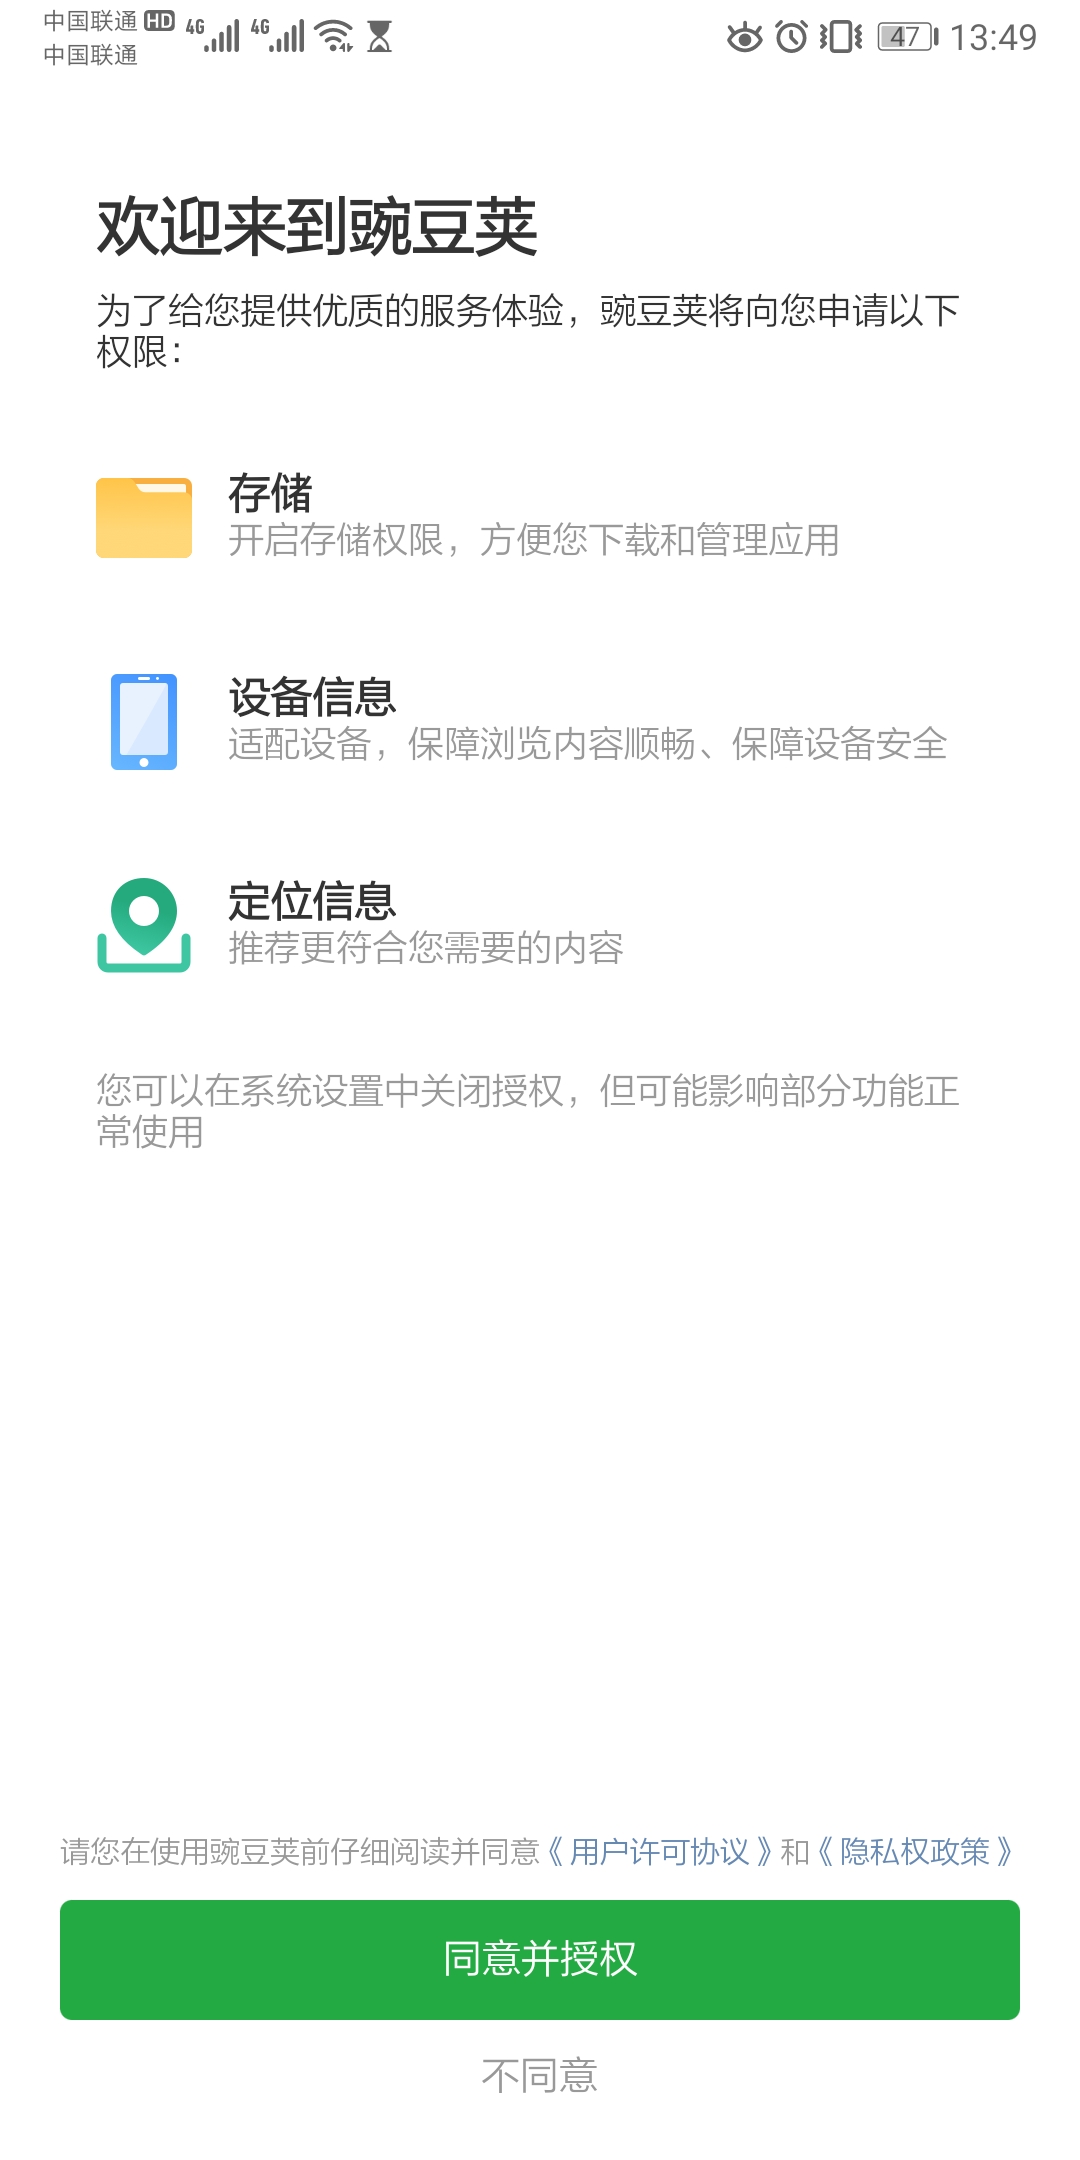 中国联通 HD 4G 4G 47 13:49
中国联通
欢迎来到豌豆荚
为了给您提供优质的服务体验，豌豆荚将向您申请以下
权限：
存储
开启存储权限，方便您下载和管理应用
设备信息
适配设备，保障浏览内容顺畅、保障设备安全
定位信息
推荐更符合您需要的内容
您可以在系统设置中关闭授权，但可能影响部分功能正
常使用
请您在使用豌豆荚前仔细阅读并同意《用户许可协议》和《隐私权政策》
同意并授权
不同意